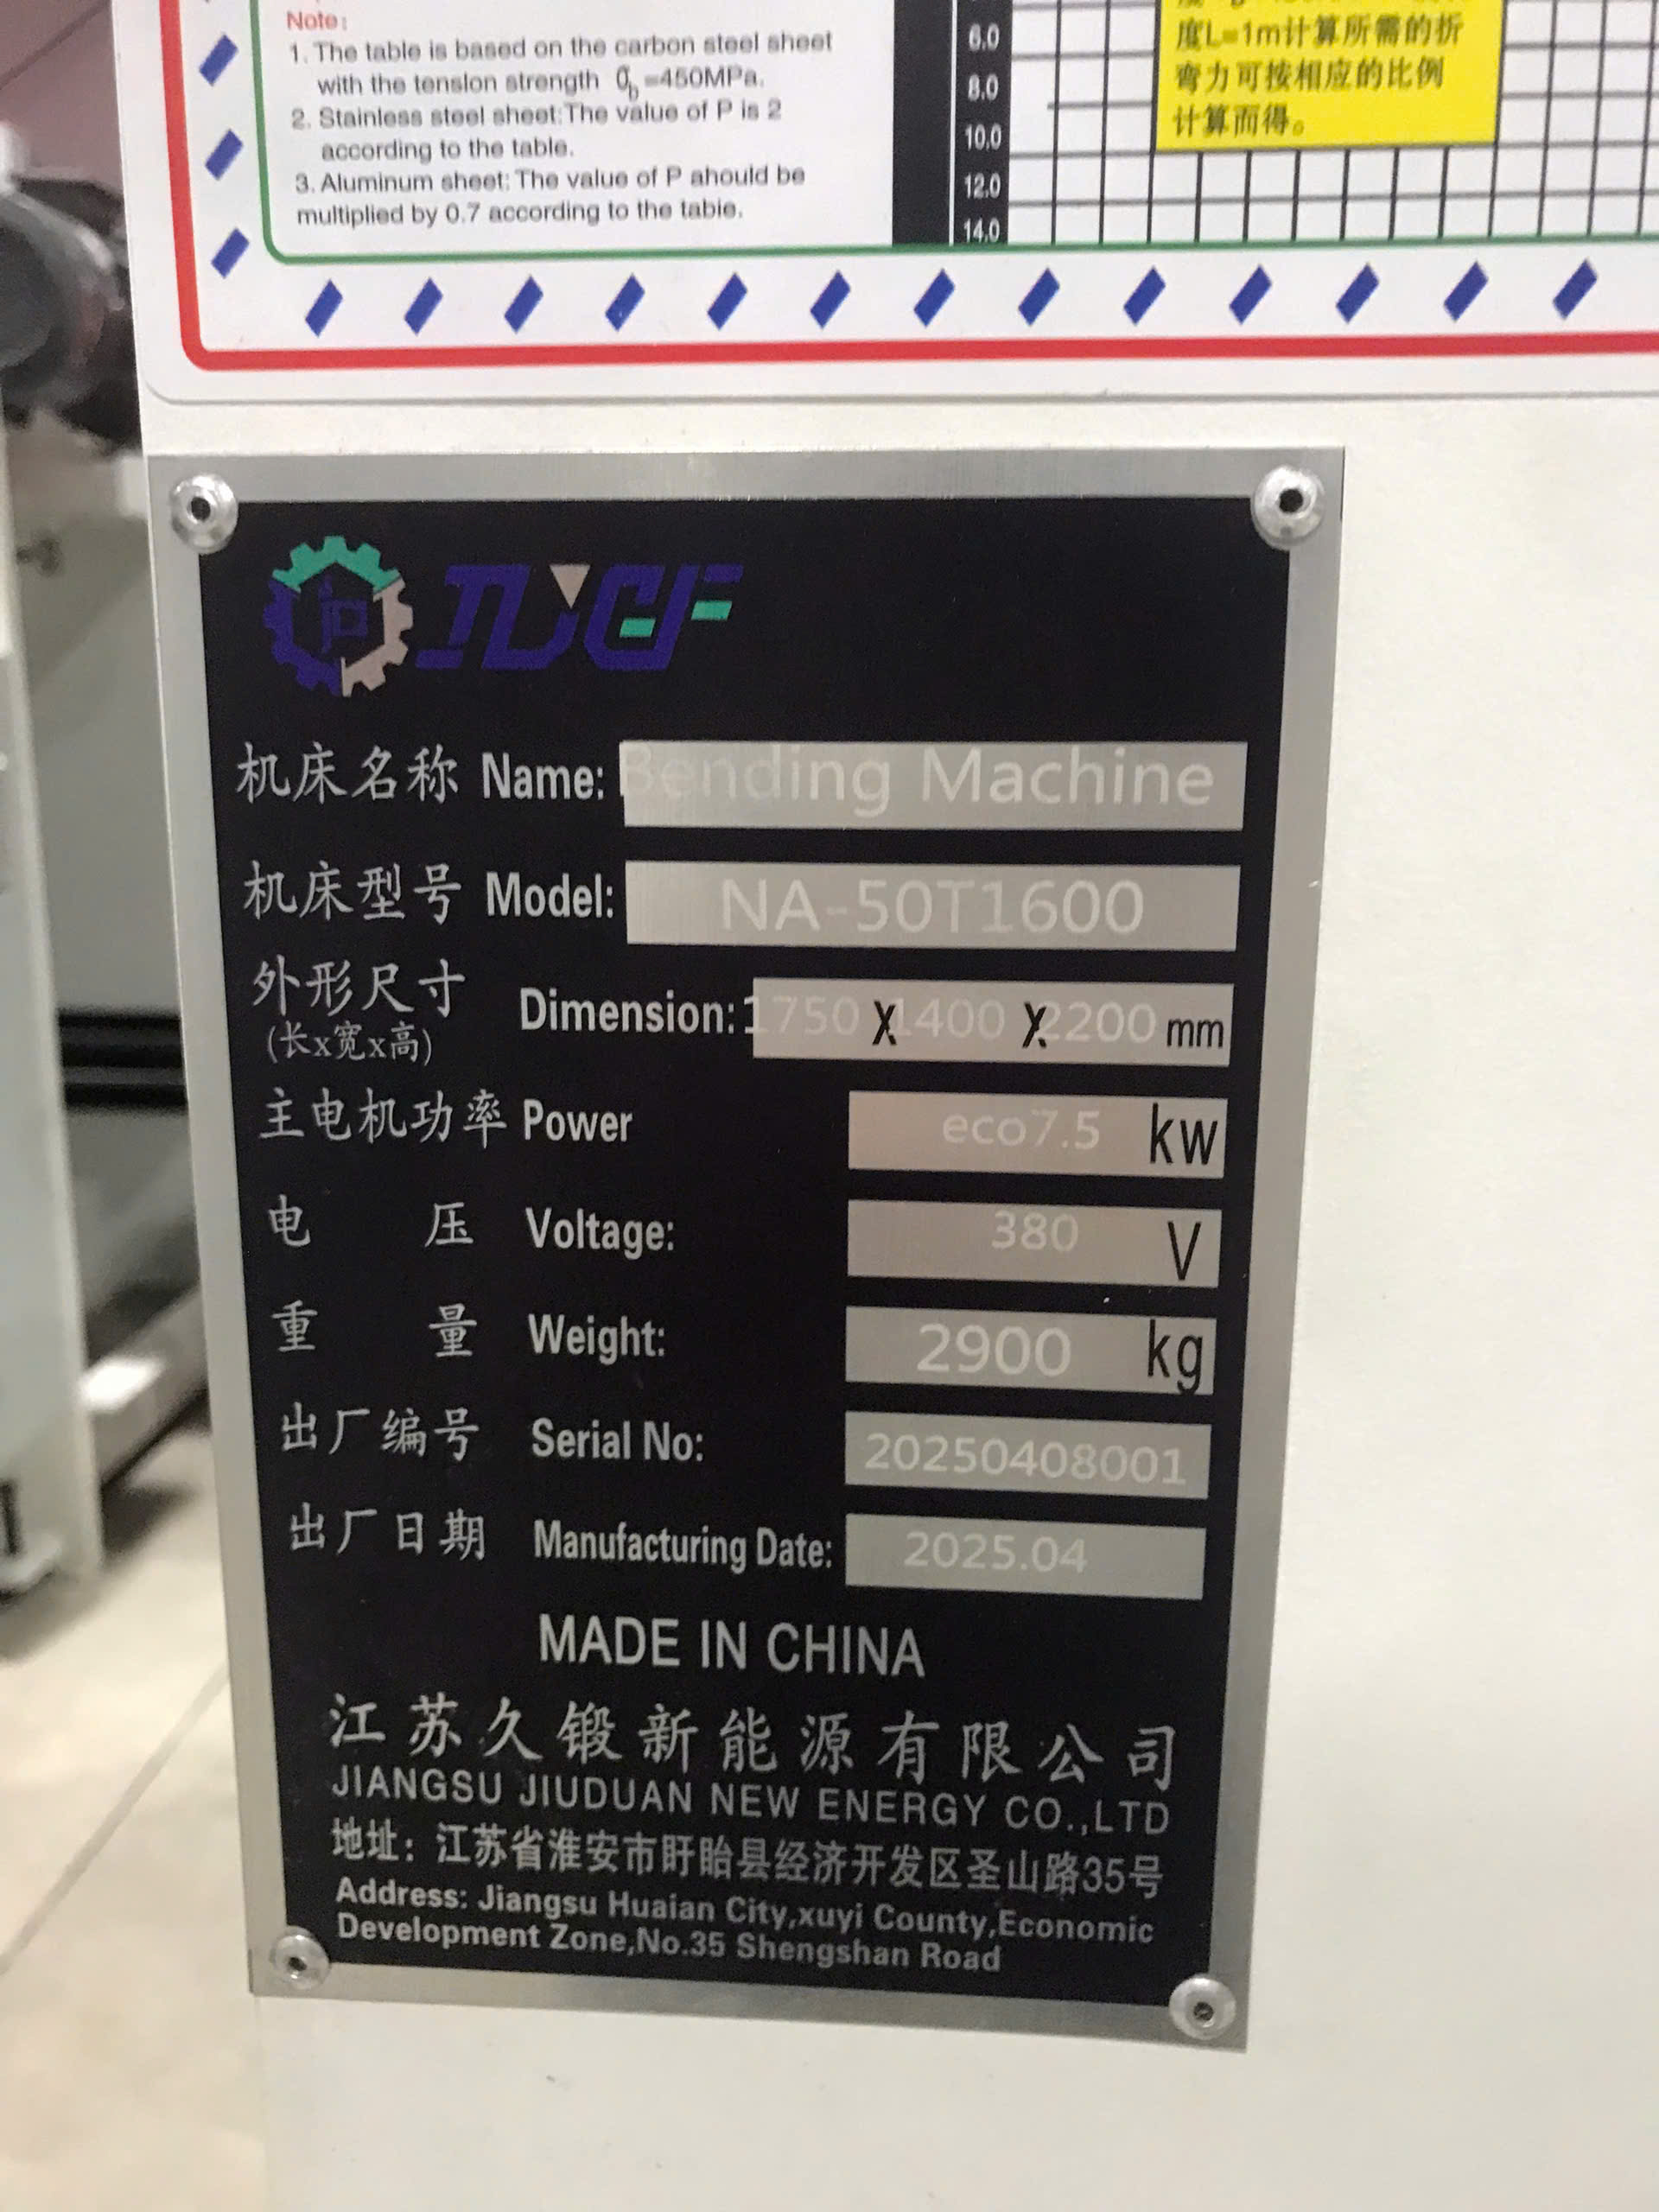 Note:
1. The table is based on the carbon steel sheet
with the tension strength σb=450MPa.
2. Stainless steel sheet:The value of P is 2
according to the table.
3. Aluminum sheet: The value of P ahould be
multiplied by 0.7 according to the table.
6.0
8.0
10.0
12.0
14.0
度L=1m计算所需的折
弯力可按相应的比例
计算而得。
机床名称 Name: Bending Machine
机床型号 Model: NA-50T1600
外形尺寸 Dimension: 1750 X 1400 X 2200 mm
(长x宽x高)
主电机功率 Power eco7.5 kw
电 压 Voltage: 380 V
重 量 Weight: 2900 kg
出厂编号 Serial No: 20250408001
出厂日期 Manufacturing Date: 2025.04
MADE IN CHINA
江苏久锻新能源有限公司
JIANGSU JIUDUAN NEW ENERGY CO.,LTD
地址：江苏省淮安市盱眙县经济开发区圣山路35号
Address: Jiangsu Huaian City,xuyi County,Economic
Development Zone,No.35 Shengshan Road